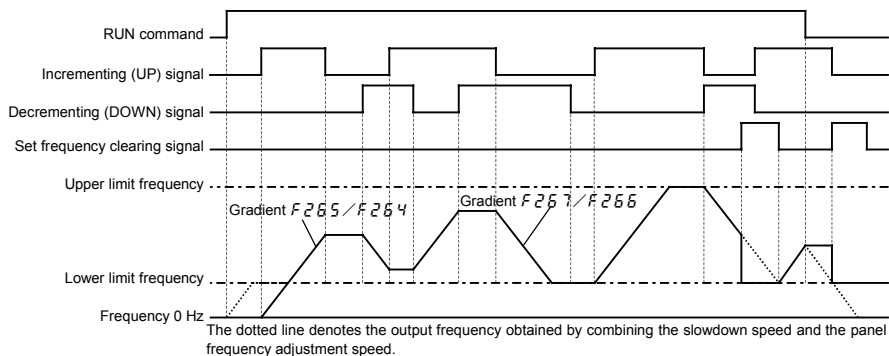 RUN command
Incrementing (UP) signal
Decrementing (DOWN) signal
Set frequency clearing signal
Upper limit frequency
Gradient F265/F264
Gradient F267/F266
Lower limit frequency
Frequency 0 Hz
The dotted line denotes the output frequency obtained by combining the slowdown speed and the panel
frequency adjustment speed.